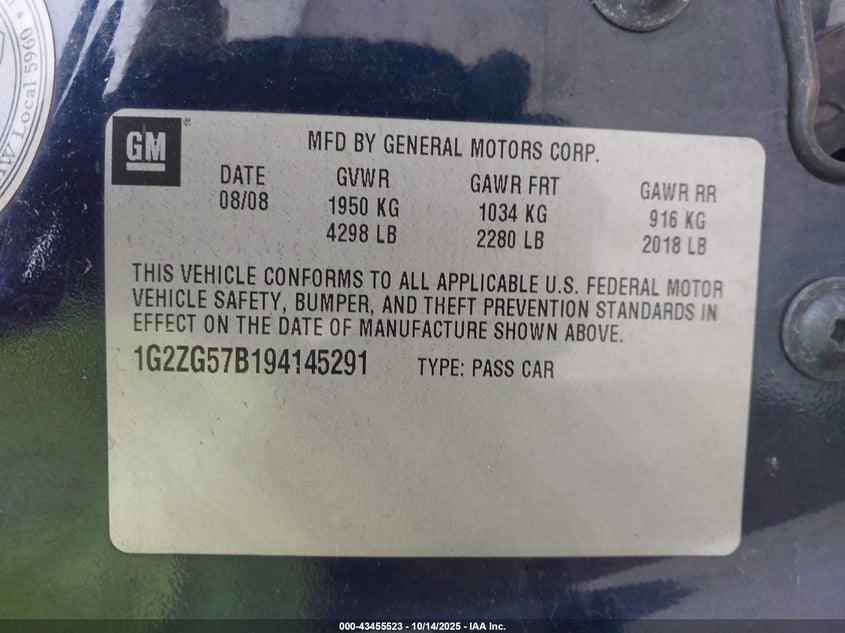 W Local 5960
GM
MFD BY GENERAL MOTORS CORP.
DATE GVWR GAWR FRT GAWR RR
08/08 1950 KG 1034 KG 916 KG
4298 LB 2280 LB 2018 LB
THIS VEHICLE CONFORMS TO ALL APPLICABLE U.S. FEDERAL MOTOR
VEHICLE SAFETY, BUMPER, AND THEFT PREVENTION STANDARDS IN
EFFECT ON THE DATE OF MANUFACTURE SHOWN ABOVE.
1G2ZG57B194145291 TYPE: PASS CAR
000-43455523 - 10/14/2025 - IAA Inc.